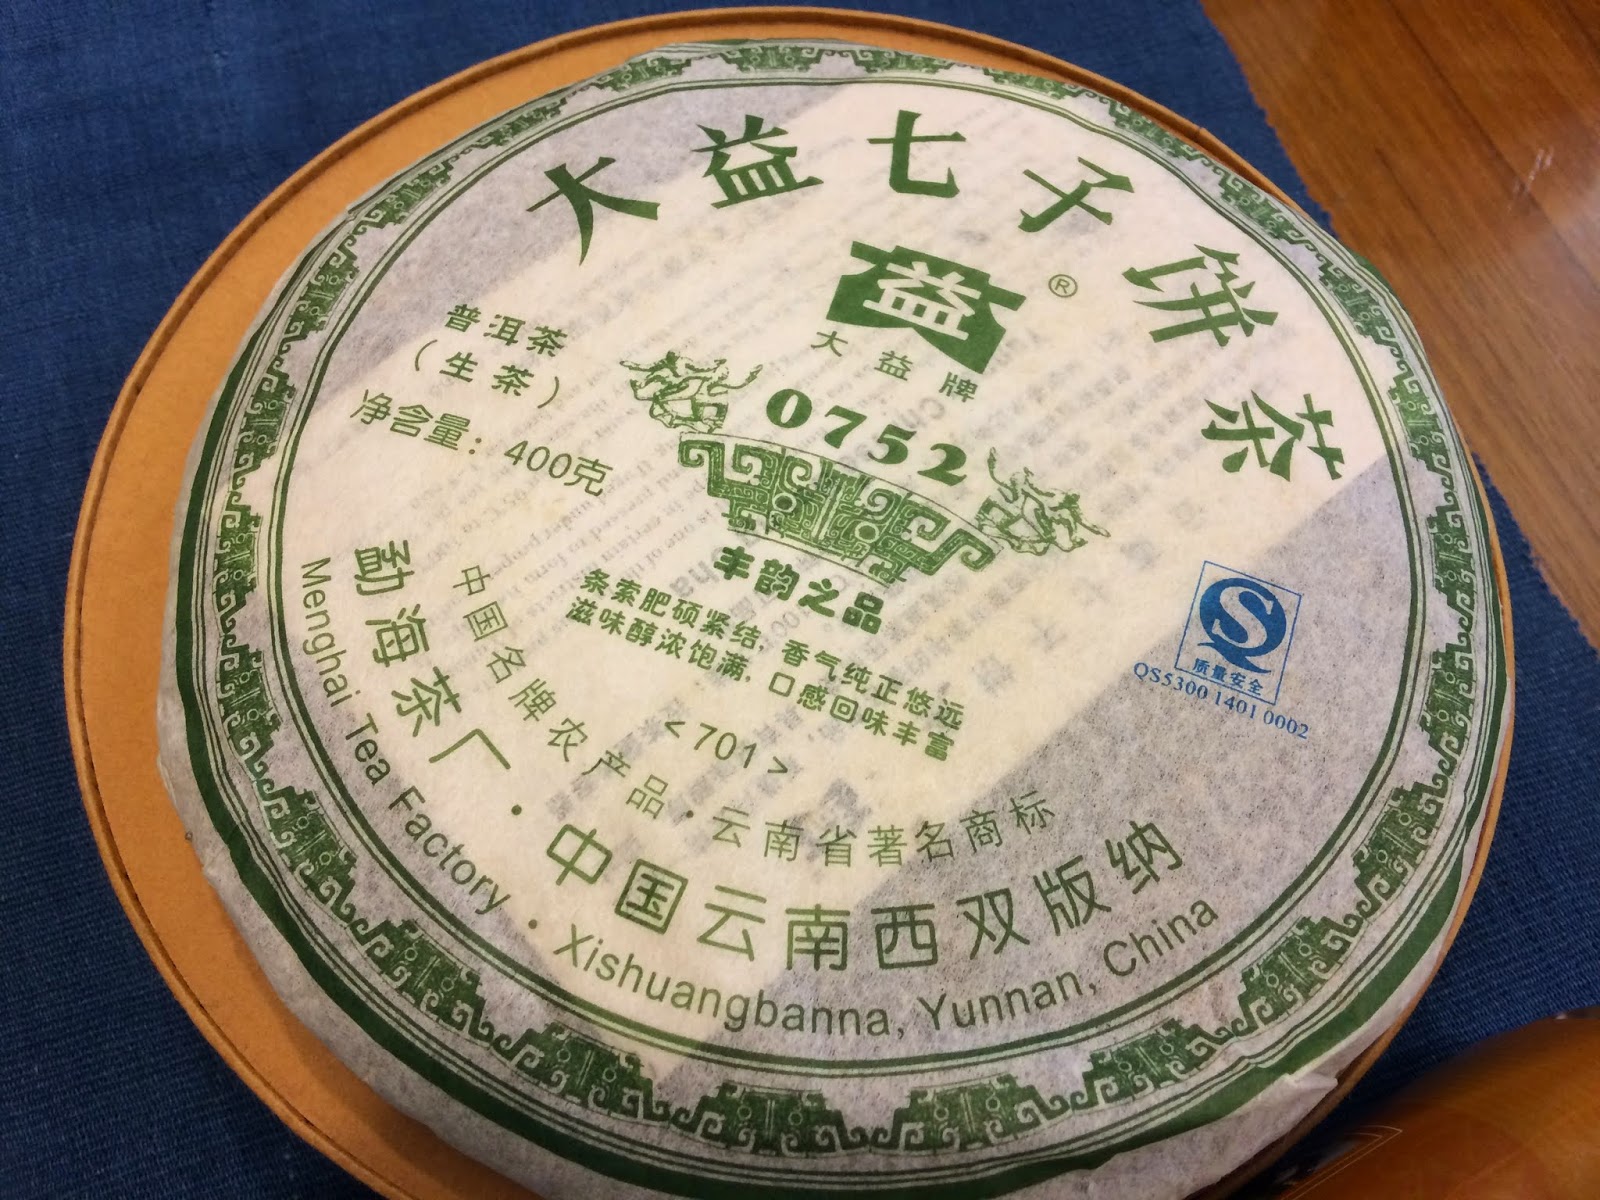 大益七子饼茶
益
®
大益牌
0752
普洱茶
（生茶）
净含量：400克
丰韵之品
条索肥硕紧结，香气纯正悠远
滋味醇浓饱满，口感回味丰富
<701>
质量安全
QS5300 1401 0002
中国名牌农产品·云南省著名商标
勐海茶厂·中国云南西双版纳
Menghai Tea Factory · Xishuangbanna, Yunnan, China